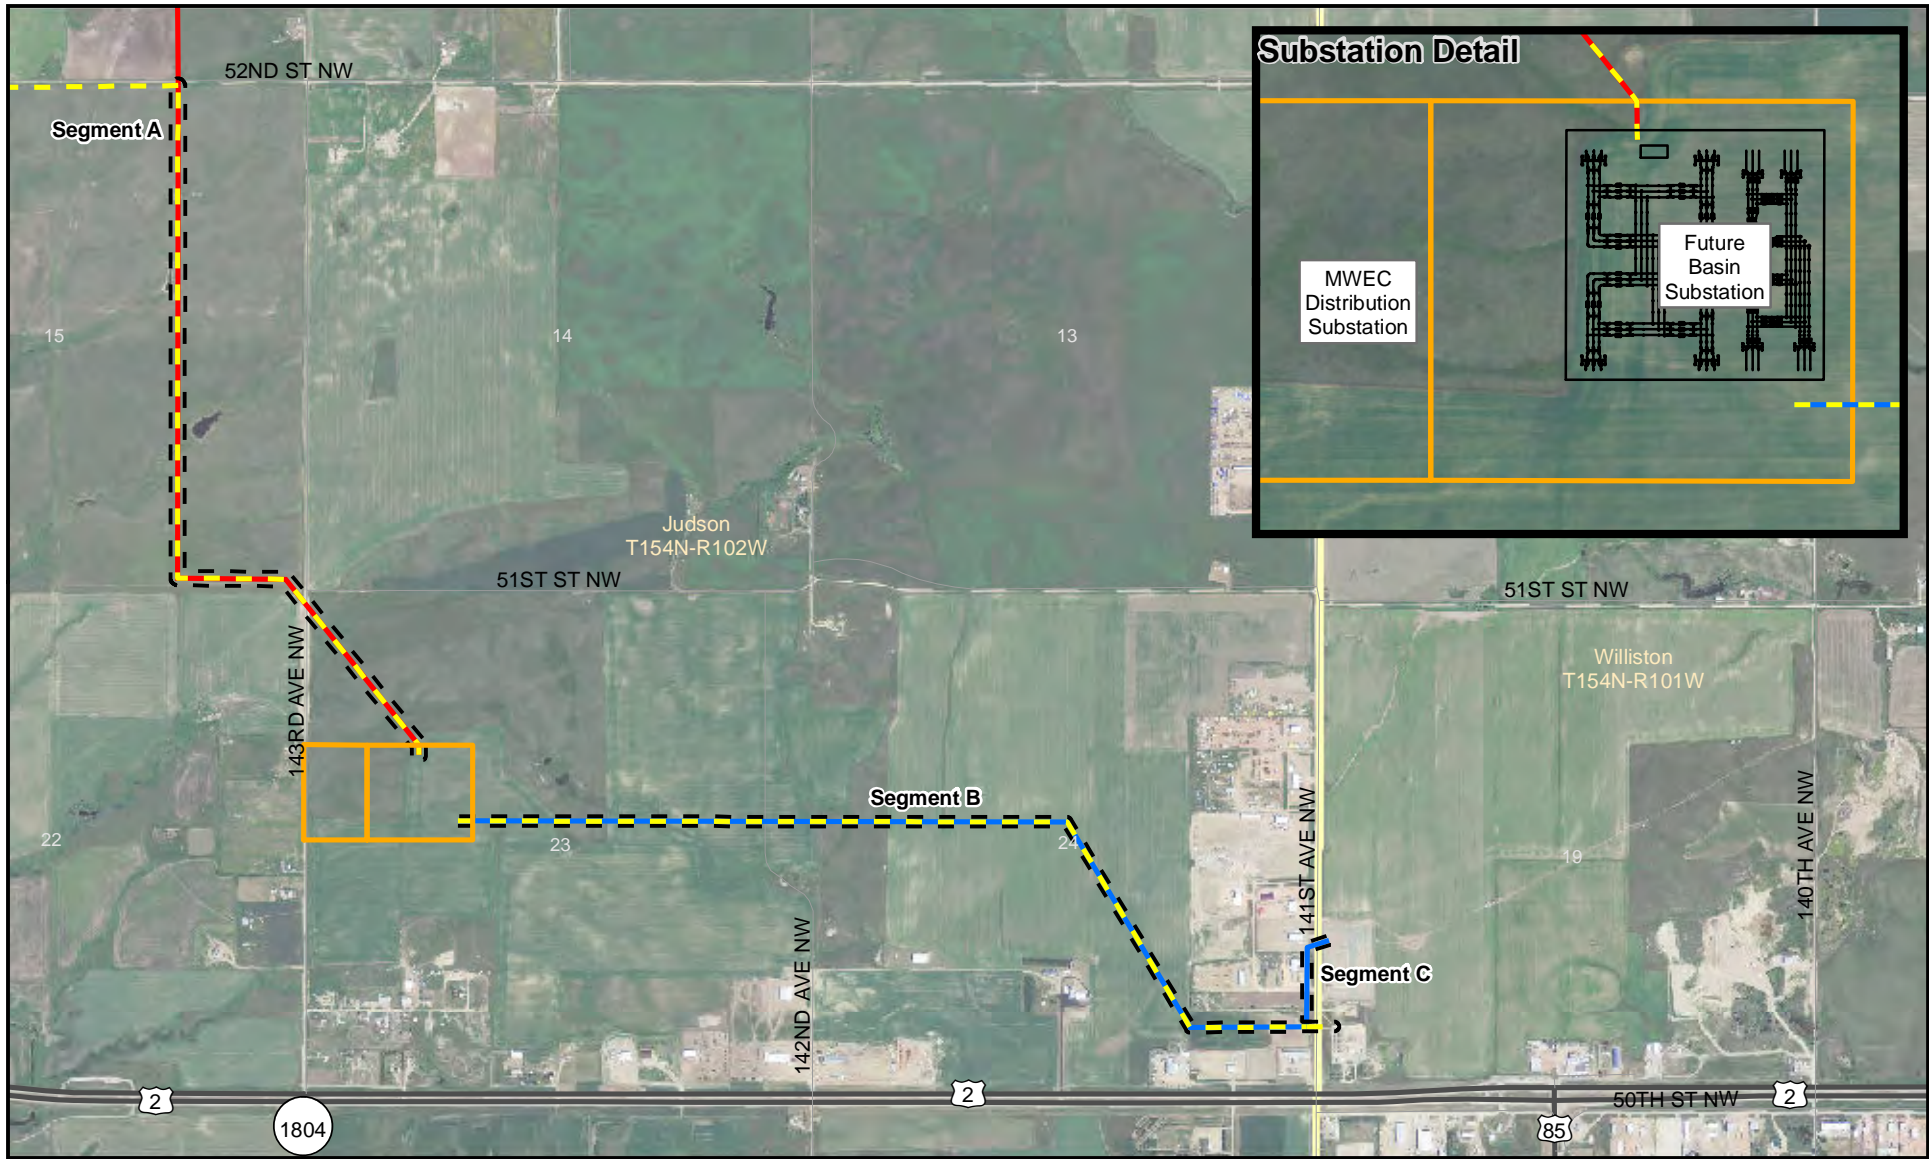 Substation Detail
52ND ST NW
Segment A
Future
Basin
Substation
MWEC
Distribution
Substation
15
14
13
Judson
T154N-R102W
51ST ST NW
51ST ST NW
143RD AVE NW
Williston
T154N-R101W
Segment B
22
23
24
19
141ST AVE NW
140TH AVE NW
142ND AVE NW
Segment C
2
2
2
50TH ST NW
1804
85